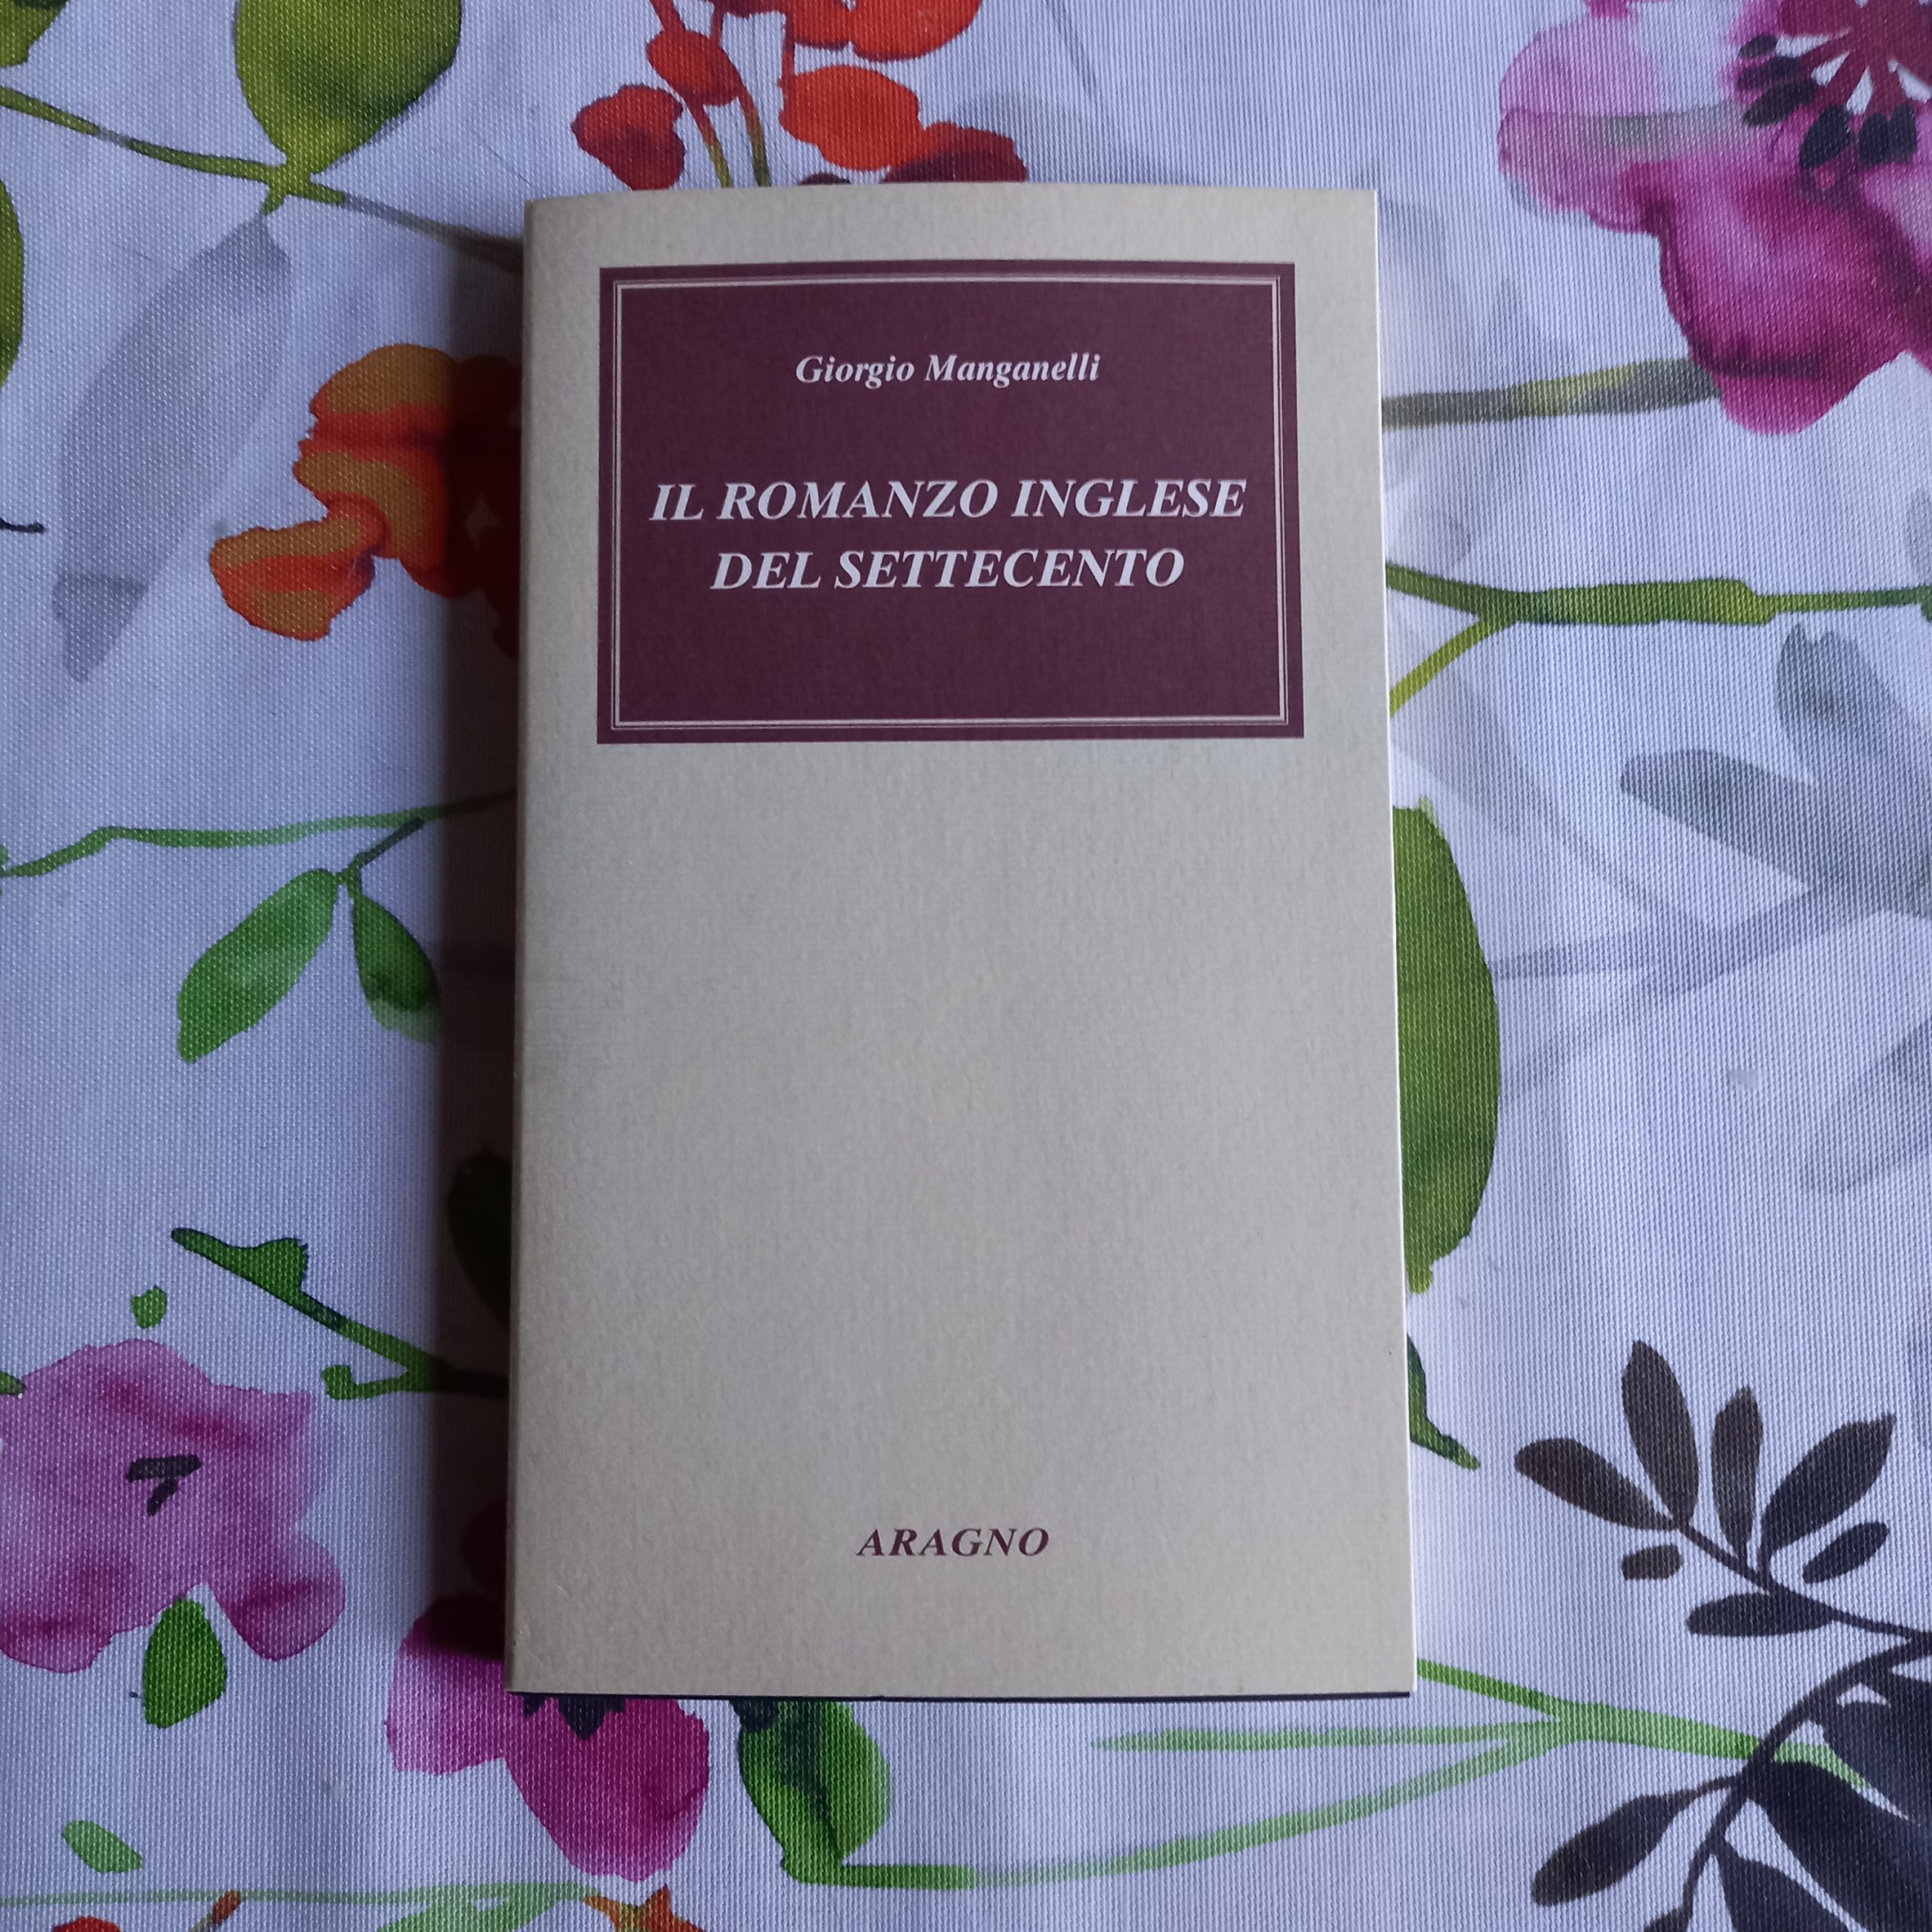 Giorgio Manganelli
IL ROMANZO INGLESE
DEL SETTECENTO
ARAGNO